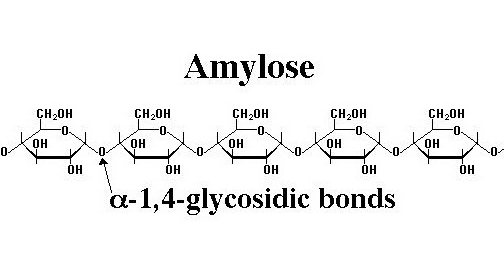 Amylose
CH₂OH CH₂OH CH₂OH CH₂OH CH₂OH
O O O O O
OH OH OH OH OH
O O O O O O
OH OH OH OH OH
α-1,4-glycosidic bonds